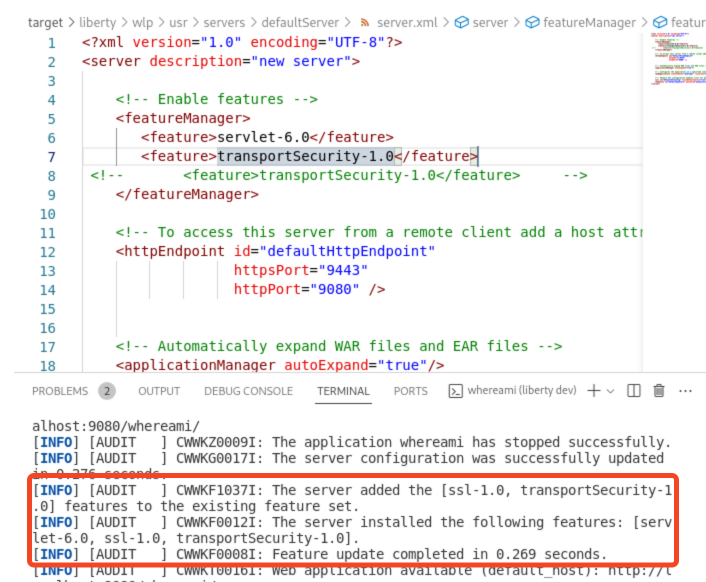 target > liberty > wlp > usr > servers > defaultServer > server.xml > server > featureManager > featur
1 <?xml version="1.0" encoding="UTF-8"?>
2 <server description="new server">
3
4 <!-- Enable features -->
5 <featureManager>
6 <feature>servlet-6.0</feature>
7 <feature>transportSecurity-1.0</feature>
8 <!-- <feature>transportSecurity-1.0</feature> -->
9 </featureManager>
10
11 <!-- To access this server from a remote client add a host attr
12 <httpEndpoint id="defaultHttpEndpoint"
13 httpsPort="9443"
14 httpPort="9080" />
15
16
17 <!-- Automatically expand WAR files and EAR files -->
18 <applicationManager autoExpand="true"/>
PROBLEMS 2 OUTPUT DEBUG CONSOLE TERMINAL PORTS whereami (liberty dev)
alhost:9080/whereami/
[INFO] [AUDIT ] CWWKZ0009I: The application whereami has stopped successfully.
[INFO] [AUDIT ] CWWKG0017I: The server configuration was successfully updated
in 0.276 seconds.
[INFO] [AUDIT ] CWWKF1037I: The server added the [ssl-1.0, transportSecurity-1
.0] features to the existing feature set.
[INFO] [AUDIT ] CWWKF0012I: The server installed the following features: [serv
let-6.0, ssl-1.0, transportSecurity-1.0].
[INFO] [AUDIT ] CWWKF0008I: Feature update completed in 0.269 seconds.
[INFO] [AUDIT ] CWWKT0016I: Web application available (default_host): http://l